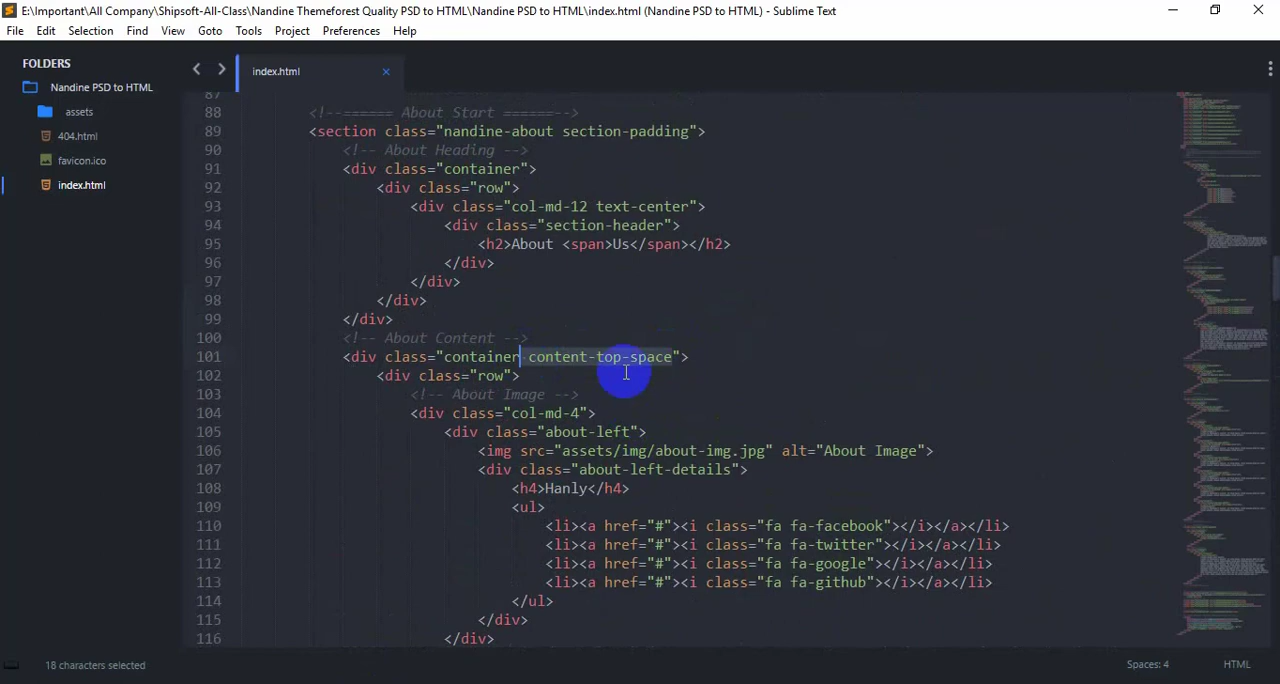 E:\Important\All Company\Shipsoft-All-Class\Nandine Themeforest Quality PSD to HTML\Nandine PSD to HTML\index.html (Nandine PSD to HTML) - Sublime Text
File Edit Selection Find View Goto Tools Project Preferences Help
FOLDERS
Nandine PSD to HTML
assets
404.html
favicon.ico
index.html
index.html
87
88 <!--====== About Start ======-->
89 <section class="nandine-about section-padding">
90 <!-- About Heading -->
91 <div class="container">
92 <div class="row">
93 <div class="col-md-12 text-center">
94 <div class="section-header">
95 <h2>About <span>Us</span></h2>
96 </div>
97 </div>
98 </div>
99 </div>
100 <!-- About Content -->
101 <div class="container content-top-space">
102 <div class="row">
103 <!-- About Image -->
104 <div class="col-md-4">
105 <div class="about-left">
106 <img src="assets/img/about-img.jpg" alt="About Image">
107 <div class="about-left-details">
108 <h4>Hanly</h4>
109 <ul>
110 <li><a href="#"><i class="fa fa-facebook"></i></a></li>
111 <li><a href="#"><i class="fa fa-twitter"></i></a></li>
112 <li><a href="#"><i class="fa fa-google"></i></a></li>
113 <li><a href="#"><i class="fa fa-github"></i></a></li>
114 </ul>
115 </div>
116 </div>
18 characters selected
Spaces: 4
HTML